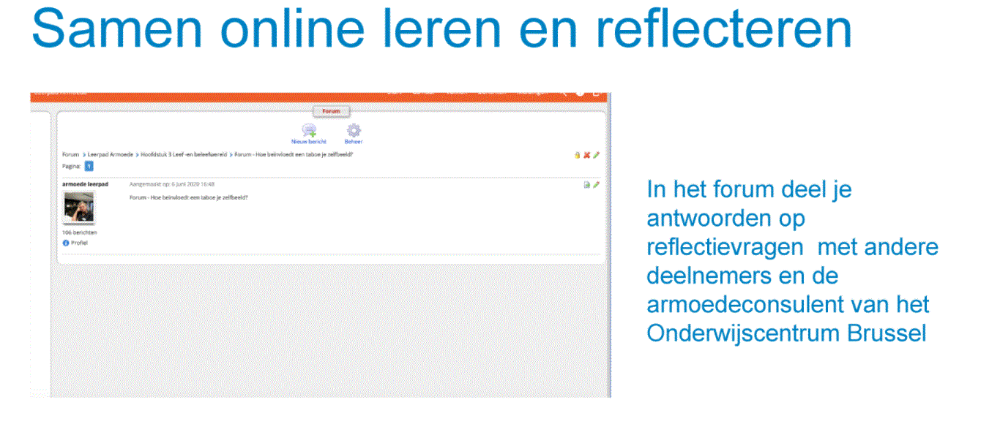 Samen online leren en reflecteren
Forum
Nieuw bericht
Beheer
Forum > Leerpad Armoede > Hoofdstuk 3 Leef -en beleefwereld > Forum - Hoe beïnvloedt een taboe je zelfbeeld?
Pagina: 1
armoede leerpad
Aangemaakt op: 6 juni 2020 16:48
Forum - Hoe beïnvloedt een taboe je zelfbeeld?
106 berichten
Profiel
In het forum deel je
antwoorden op
reflectievragen met andere
deelnemers en de
armoedeconsulent van het
Onderwijscentrum Brussel